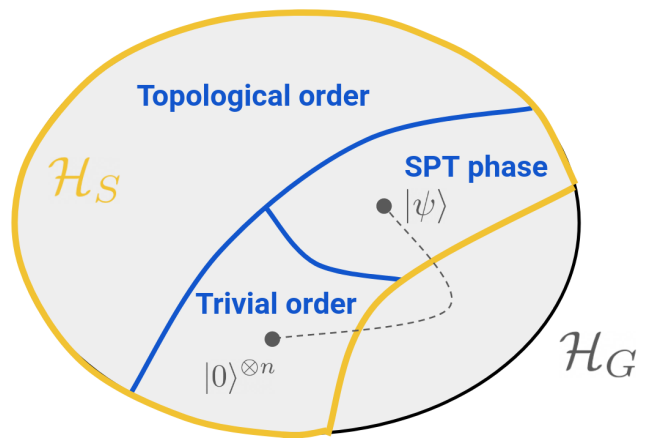 Topological order
SPT phase
ℋ_S
|ψ⟩
Trivial order
|0⟩^{⊗n}
ℋ_G